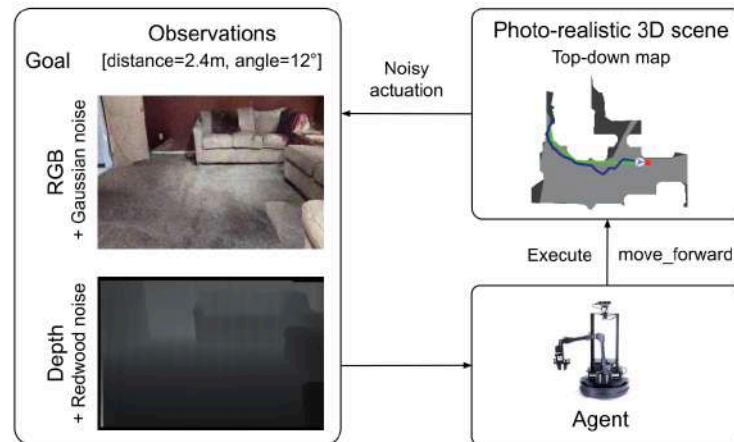 Observations
Goal
[distance=2.4m, angle=12°]
RGB
+ Gaussian noise
Depth
+ Redwood noise
Noisy
actuation
Photo-realistic 3D scene
Top-down map
Execute move_forward
Agent